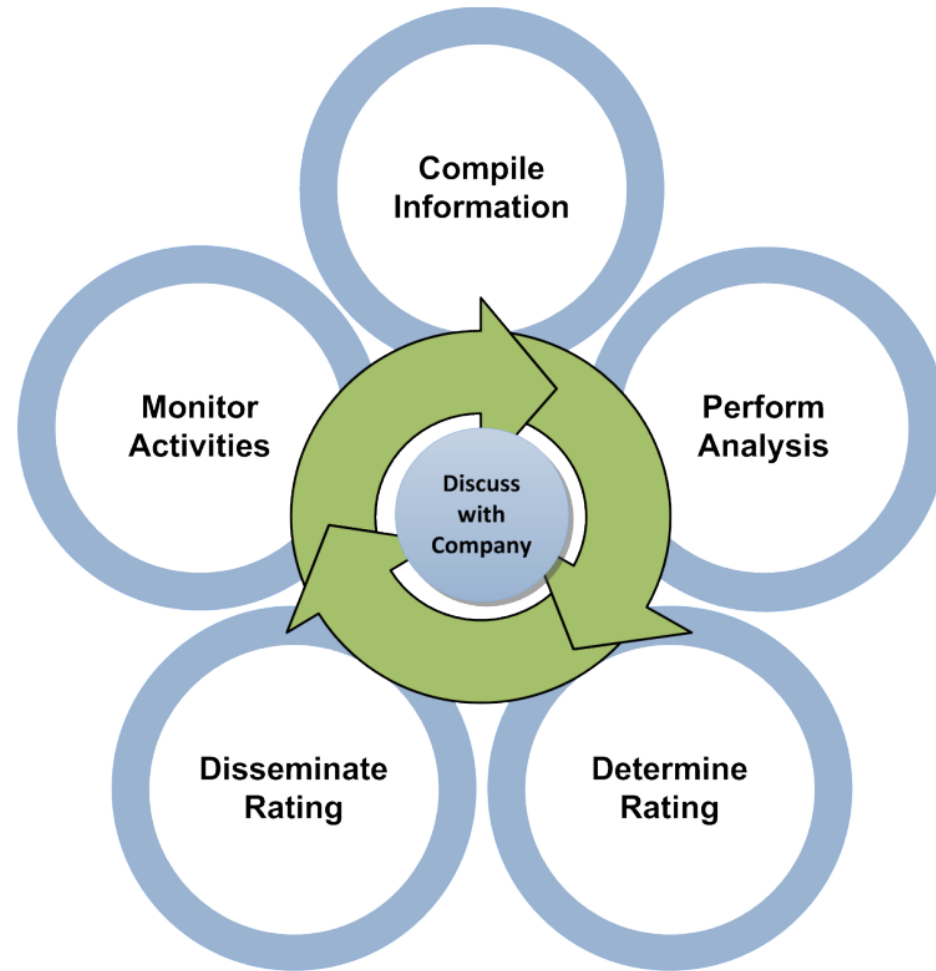 Compile
Information
Perform
Analysis
Determine
Rating
Disseminate
Rating
Monitor
Activities
Discuss
with
Company